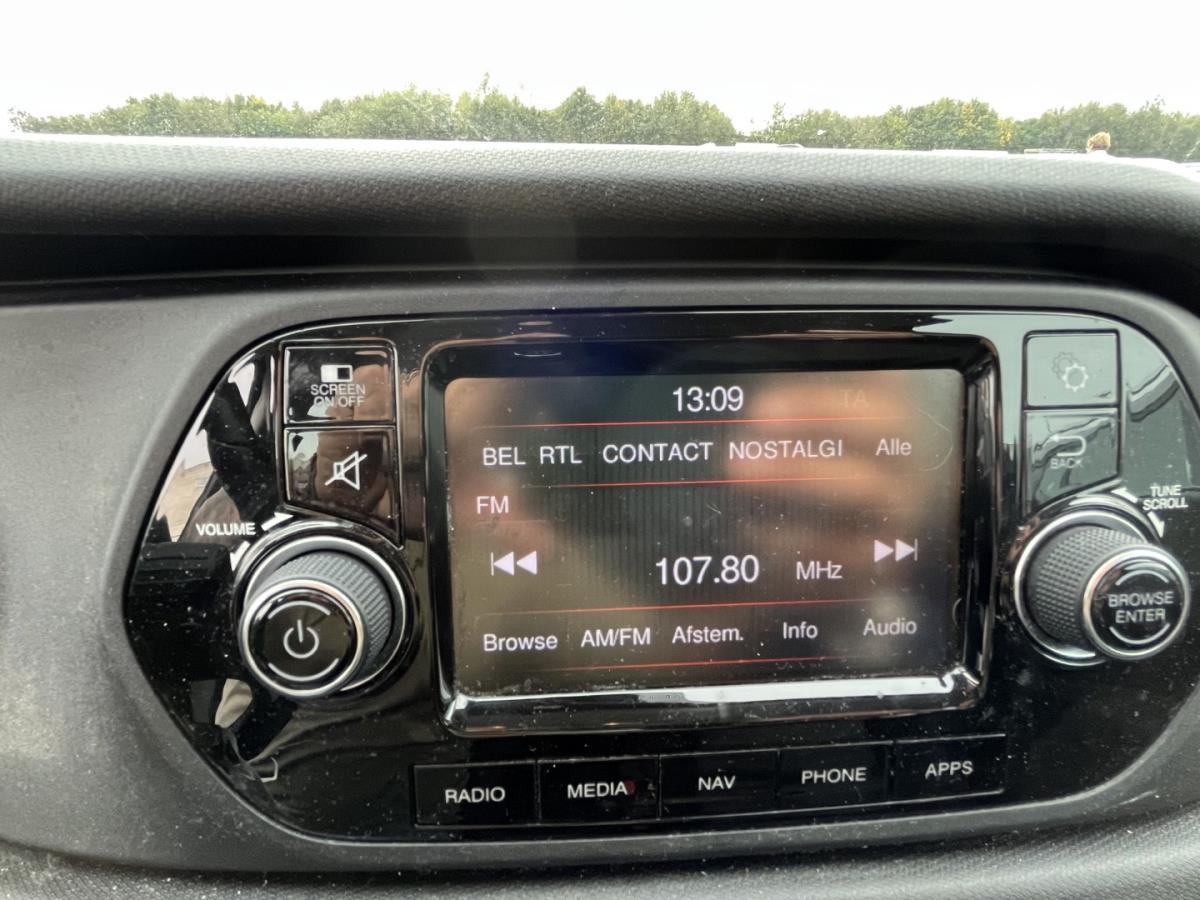 SCREEN
ON OFF
13:09
TA
BEL RTL CONTACT NOSTALGI Alle
BACK
FM
VOLUME
TUNE
SCROLL
107.80 MHz
BROWSE
ENTER
Browse AM/FM Afstem. Info Audio
RADIO MEDIA NAV PHONE APPS